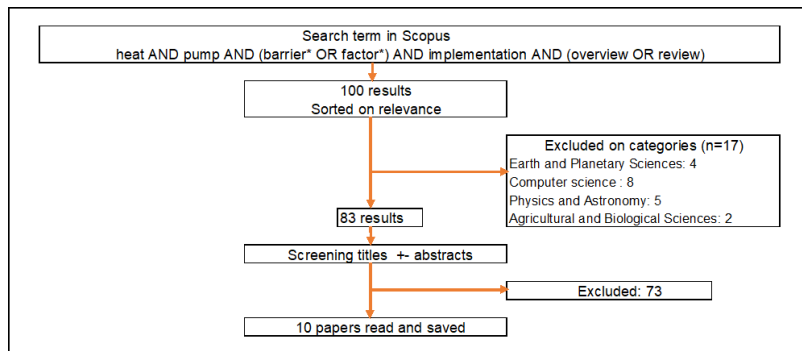 Search term in Scopus
heat AND pump AND (barrier* OR factor*) AND implementation AND (overview OR review)
100 results
Sorted on relevance
Excluded on categories (n=17)
Earth and Planetary Sciences: 4
Computer science : 8
Physics and Astronomy: 5
Agricultural and Biological Sciences: 2
83 results
Screening titles +- abstracts
Excluded: 73
10 papers read and saved